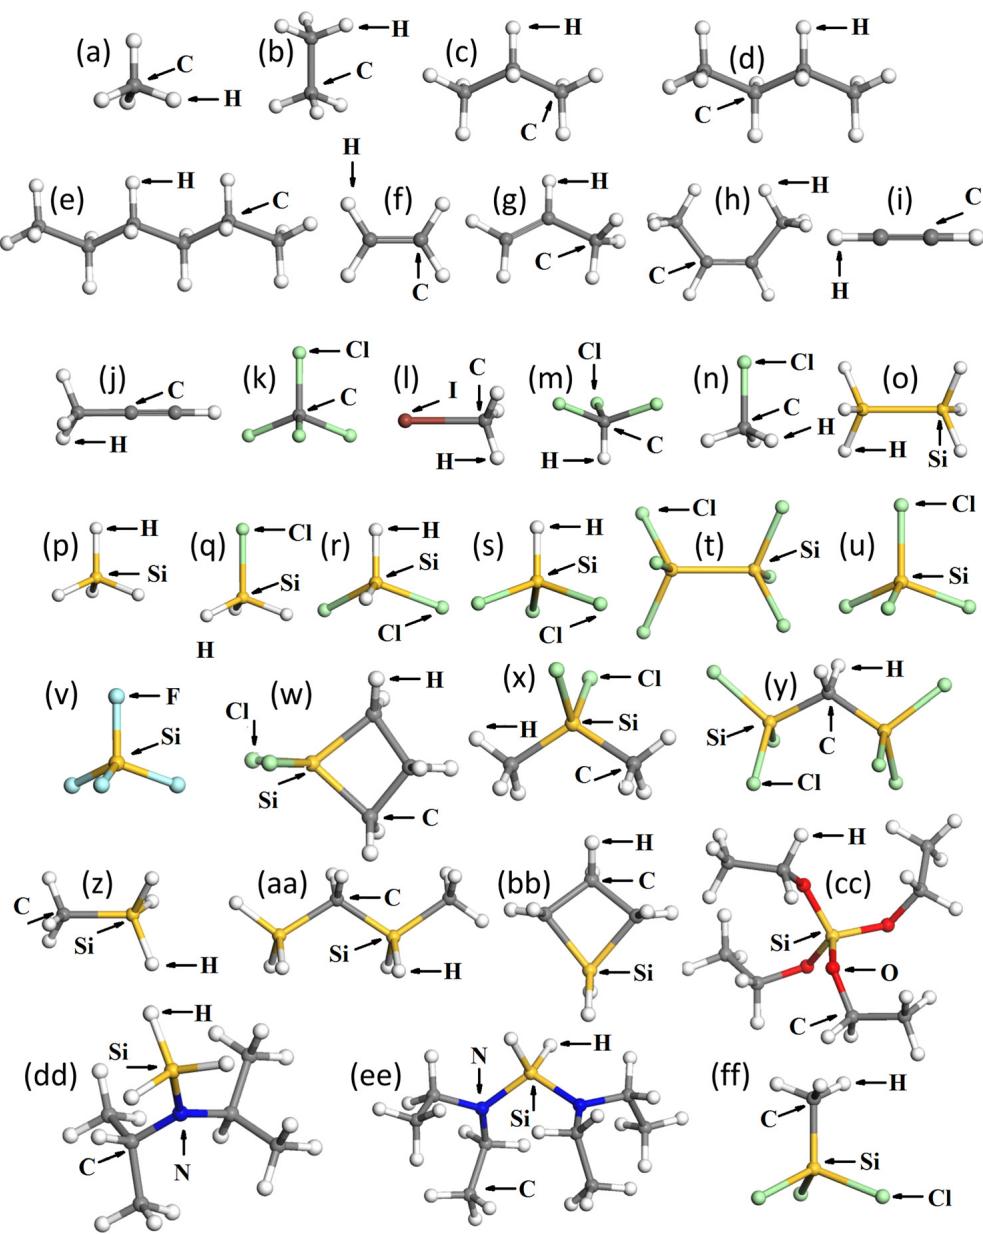 (a) C H
(b) H C
(c) H C
(d) H C
(e) H C
(f) H C
(g) H C
(h) H C
(i) C H
(j) C H
(k) Cl C
(l) I C H
(m) Cl C H
(n) Cl C H
(o) H Si
(p) H Si
(q) Cl Si H
(r) H Si Cl
(s) H Si Cl
(t) Cl Si
(u) Cl Si
(v) F Si
(w) Cl H Si C
(x) Cl H Si C
(y) H Si C Cl
(z) C Si H
(aa) C Si H
(bb) H C Si
(cc) H Si O C
(dd) H Si C N
(ee) N H Si C
(ff) H C Si Cl